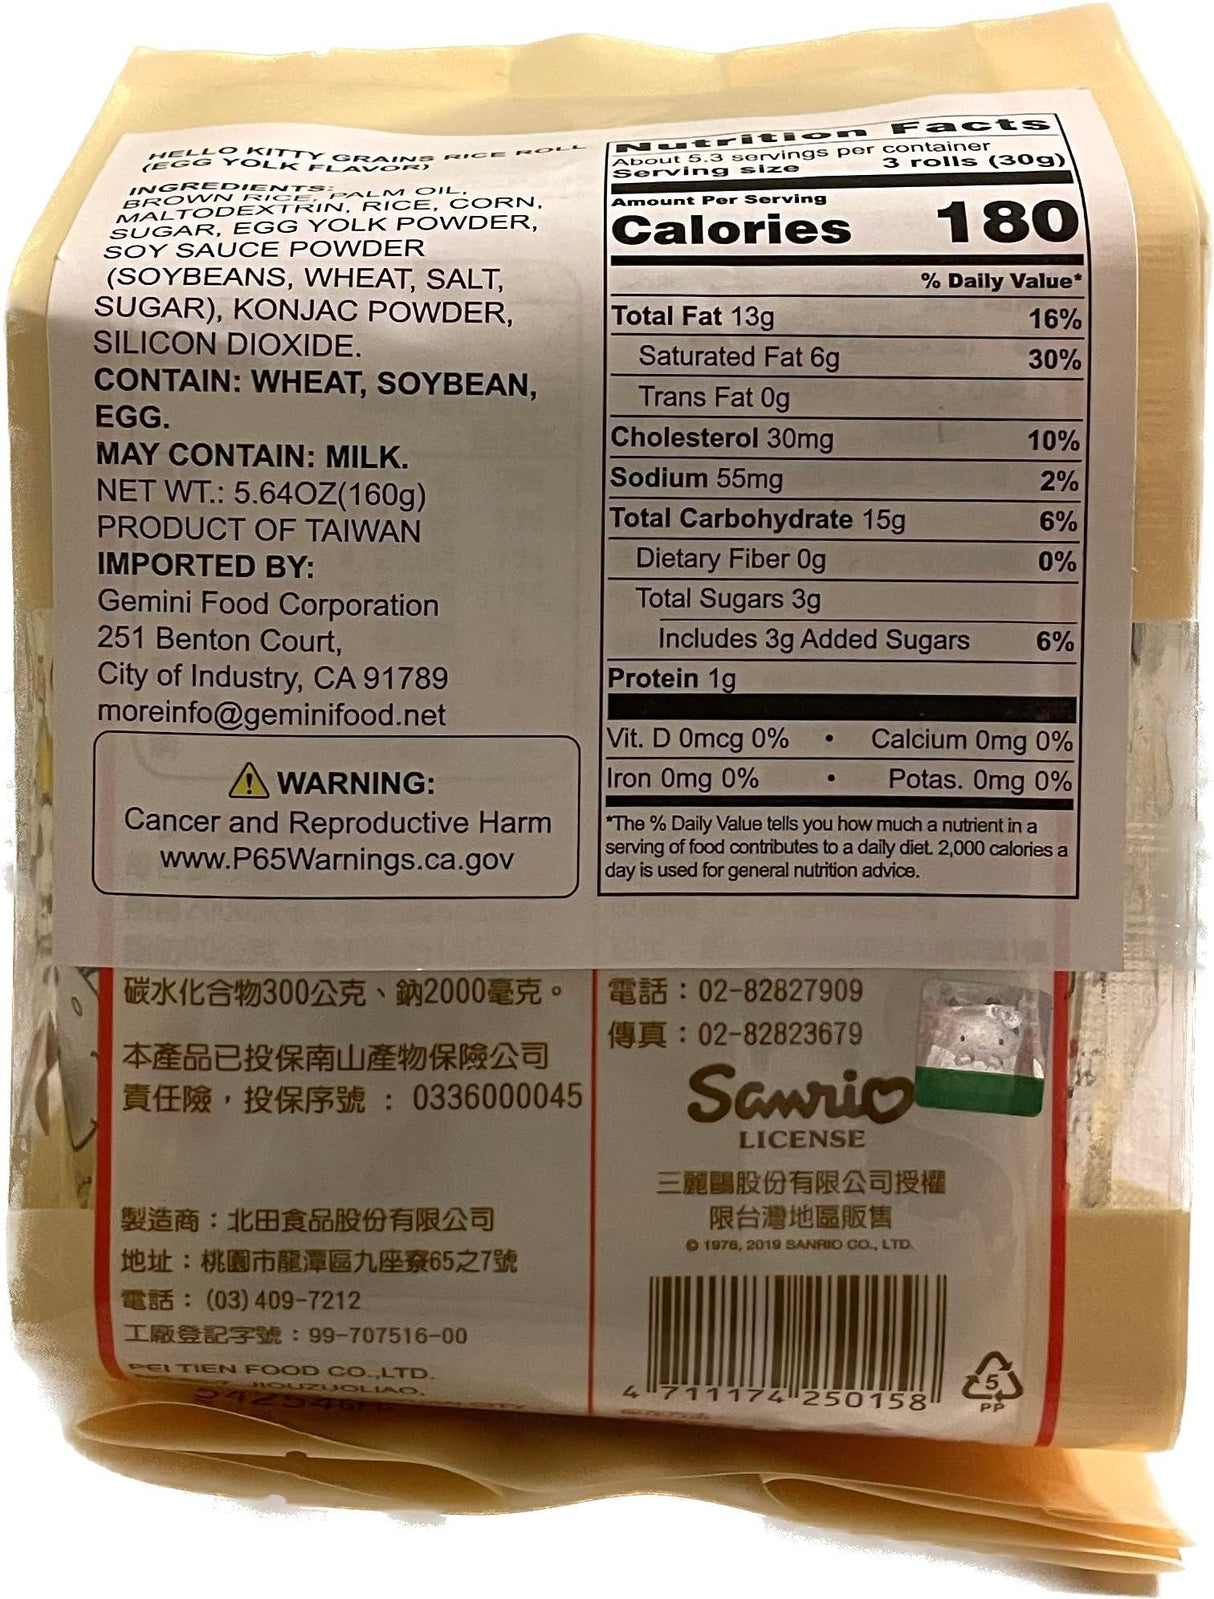 HELLO KITTY GRAINS RICE ROLL
(EGG YOLK FLAVOR)
INGREDIENTS:
BROWN RICE, PALM OIL,
MALTODEXTRIN, RICE, CORN,
SUGAR, EGG YOLK POWDER,
SOY SAUCE POWDER
(SOYBEANS, WHEAT, SALT,
SUGAR), KONJAC POWDER,
SILICON DIOXIDE.
CONTAIN: WHEAT, SOYBEAN,
EGG.
MAY CONTAIN: MILK.
NET WT.: 5.64OZ(160g)
PRODUCT OF TAIWAN
IMPORTED BY:
Gemini Food Corporation
251 Benton Court,
City of Industry, CA 91789
moreinfo@geminifood.net
WARNING:
Cancer and Reproductive Harm
www.P65Warnings.ca.gov
Nutrition Facts
About 5.3 servings per container
Serving size 3 rolls (30g)
Amount Per Serving
Calories 180
% Daily Value*
Total Fat 13g 16%
Saturated Fat 6g 30%
Trans Fat 0g
Cholesterol 30mg 10%
Sodium 55mg 2%
Total Carbohydrate 15g 6%
Dietary Fiber 0g 0%
Total Sugars 3g
Includes 3g Added Sugars 6%
Protein 1g
Vit. D 0mcg 0% • Calcium 0mg 0%
Iron 0mg 0% • Potas. 0mg 0%
*The % Daily Value tells you how much a nutrient in a
serving of food contributes to a daily diet. 2,000 calories a
day is used for general nutrition advice.
碳水化合物300公克、鈉2000毫克。
本產品已投保南山產物保險公司
責任險，投保序號 : 0336000045
製造商：北田食品股份有限公司
地址：桃園市龍潭區九座寮65之7號
電話：(03) 409-7212
工廠登記字號：99-707516-00
PEI TIEN FOOD CO.,LTD.
JIOUZUOLIAO,
電話：02-82827909
傳真：02-82823679
Sanrio
LICENSE
三麗鷗股份有限公司授權
限台灣地區販售
© 1976, 2019 SANRIO CO., LTD.
4 711174 250158
5
PP